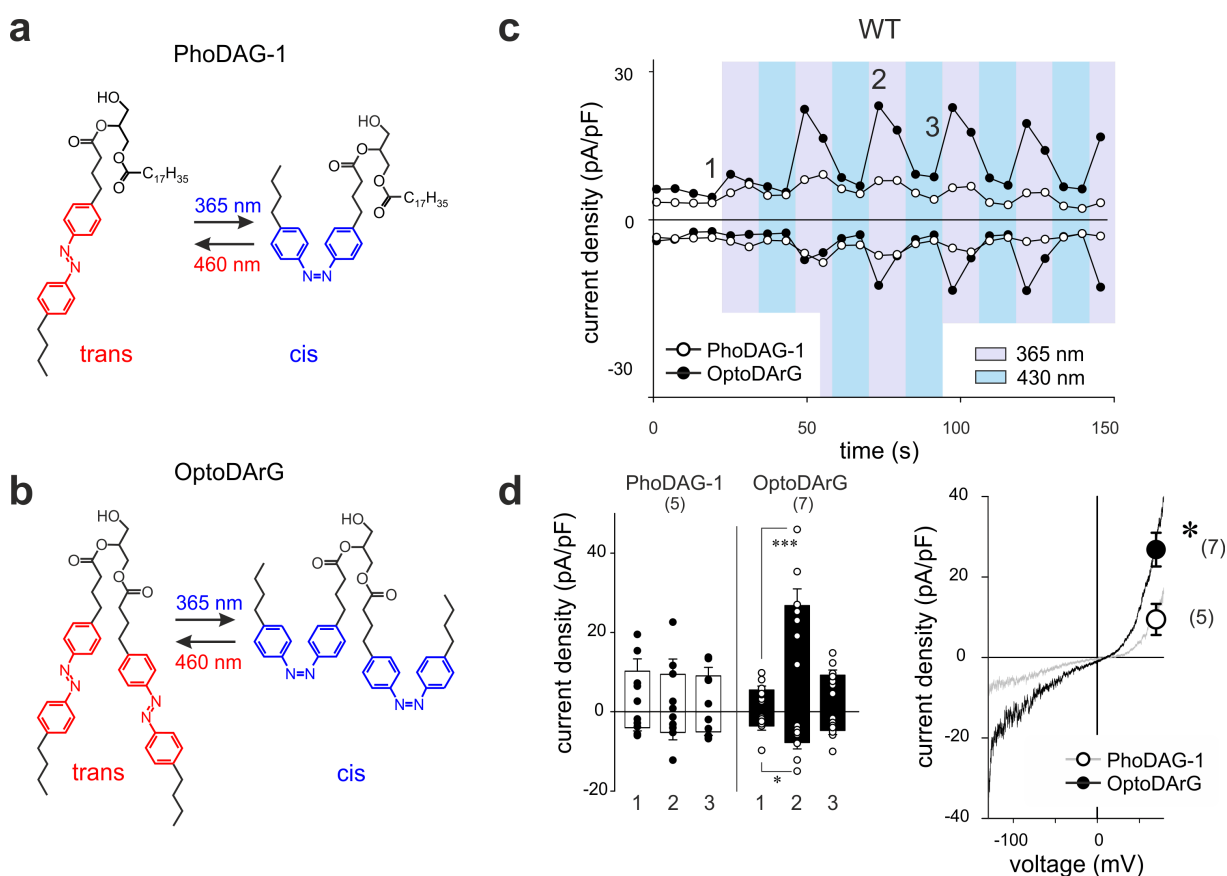 a
PhoDAG-1
HO
O
O
O
O
C17H35
N
N
365 nm
460 nm
HO
O
O
O
O
C17H35
N=N
trans
cis
b
OptoDArG
HO
O
O
O
O
N
N
N
N
365 nm
460 nm
HO
O
O
O
O
N=N
N=N
trans
cis
c
WT
current density (pA/pF)
30
0
-30
1
2
3
PhoDAG-1
OptoDArG
365 nm
430 nm
0
50
100
150
time (s)
d
PhoDAG-1
(5)
OptoDArG
(7)
current density (pA/pF)
40
20
0
-20
***
*
1
2
3
1
2
3
current density (pA/pF)
40
20
0
-20
-40
*
(7)
(5)
PhoDAG-1
OptoDArG
-100
0
voltage (mV)